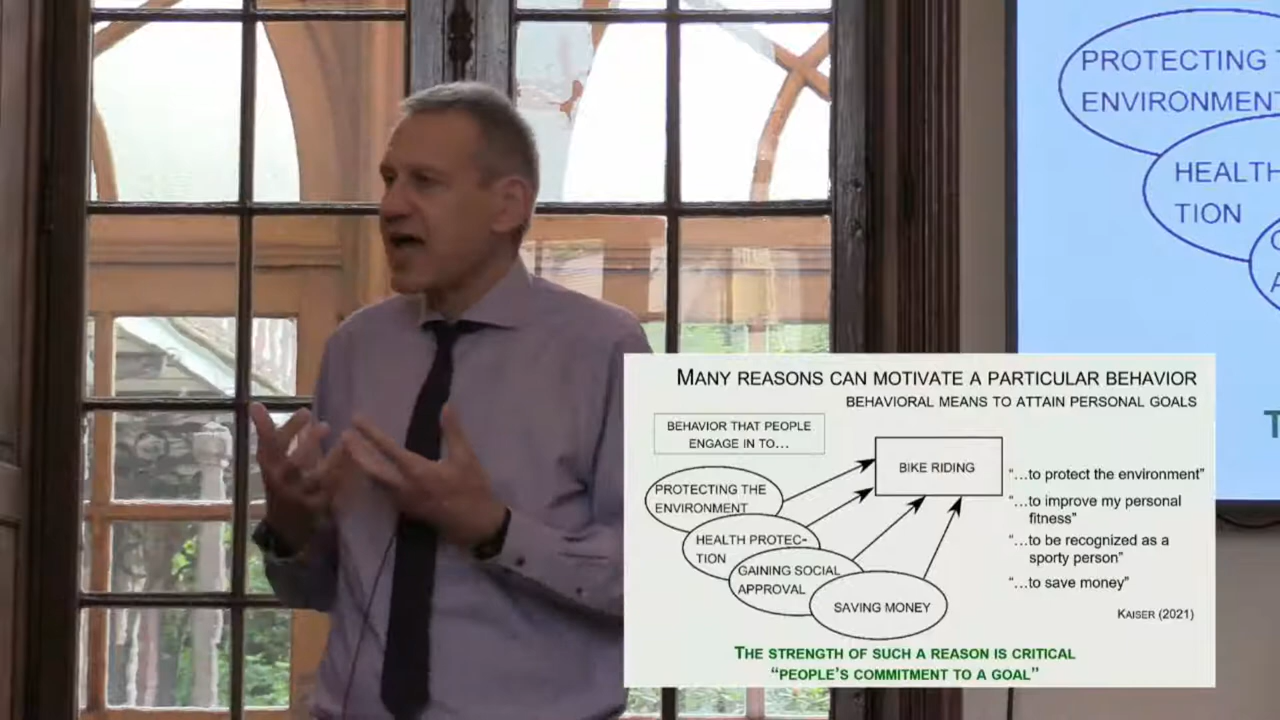 PROTECTING
ENVIRONMENT
HEALTH
TION
MANY REASONS CAN MOTIVATE A PARTICULAR BEHAVIOR
BEHAVIORAL MEANS TO ATTAIN PERSONAL GOALS
BEHAVIOR THAT PEOPLE
ENGAGE IN TO…
BIKE RIDING
PROTECTING THE
ENVIRONMENT
HEALTH PROTEC-
TION
GAINING SOCIAL
APPROVAL
SAVING MONEY
“…to protect the environment”
“…to improve my personal
fitness”
“…to be recognized as a
sporty person”
“…to save money”
KAISER (2021)
THE STRENGTH OF SUCH A REASON IS CRITICAL
“PEOPLE’S COMMITMENT TO A GOAL”